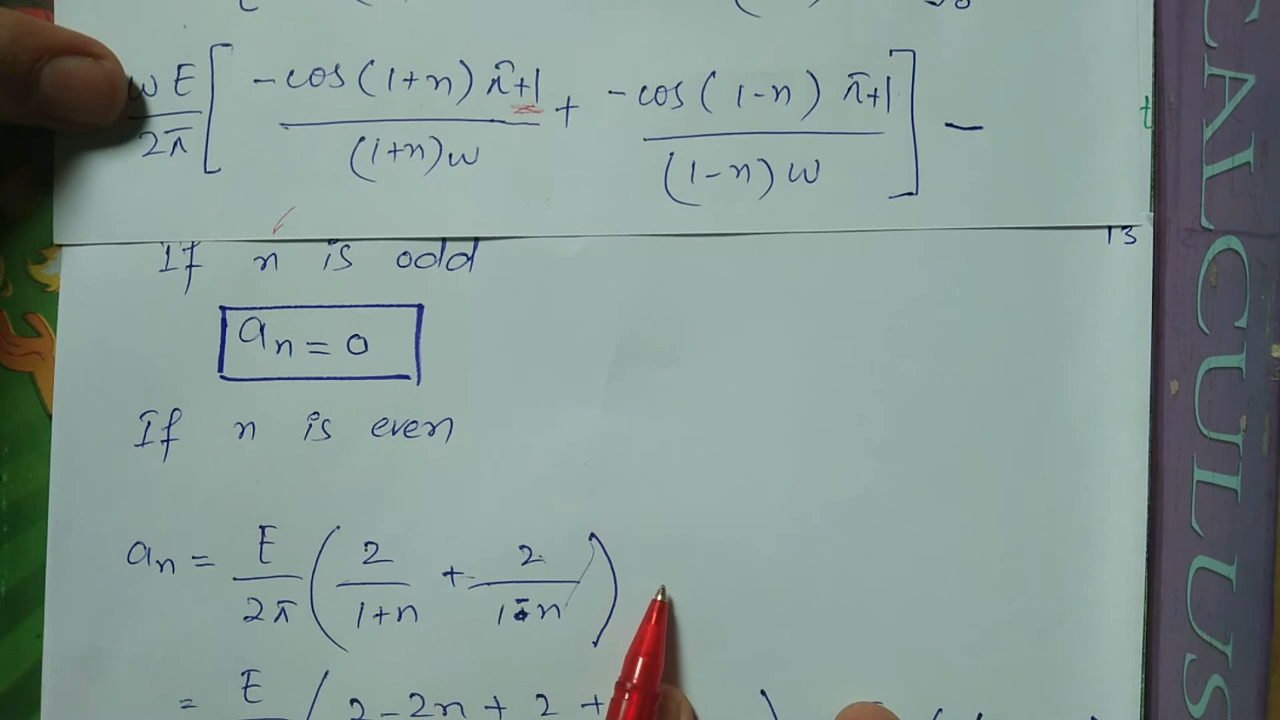 ωE/2π [ -cos(1+n)π+1 / (1+n)ω + -cos(1-n)π+1 / (1-n)ω ] —
13
If n is odd
an = 0
If n is even
an = E/2π ( 2/1+n + 2/1-n )
= E ( 2-2n+2+
CALCULUS